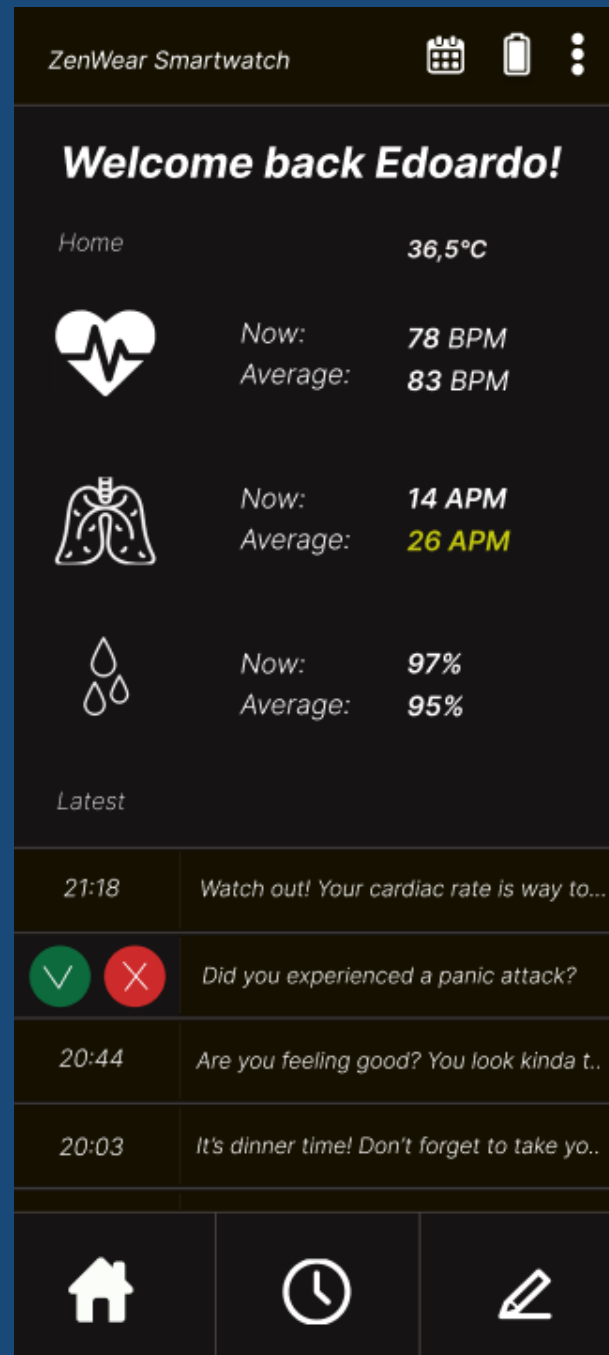 ZenWear Smartwatch
Welcome back Edoardo!
Home 36,5°C
Now: 78 BPM
Average: 83 BPM
Now: 14 APM
Average: 26 APM
Now: 97%
Average: 95%
Latest
21:18 Watch out! Your cardiac rate is way to...
Did you experienced a panic attack?
20:44 Are you feeling good? You look kinda t..
20:03 It's dinner time! Don't forget to take yo..